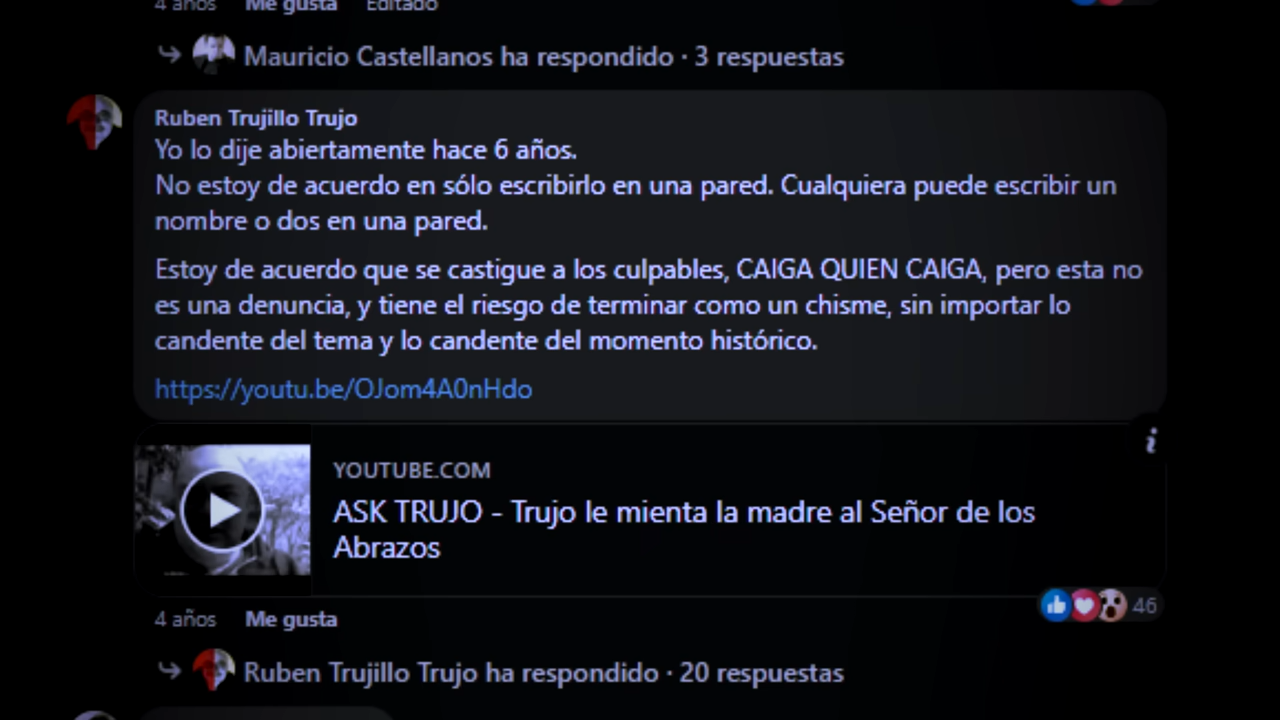 4 años Me gusta Editado
Mauricio Castellanos ha respondido · 3 respuestas
Ruben Trujillo Trujo
Yo lo dije abiertamente hace 6 años.
No estoy de acuerdo en sólo escribirlo en una pared. Cualquiera puede escribir un
nombre o dos en una pared.
Estoy de acuerdo que se castigue a los culpables, CAIGA QUIEN CAIGA, pero esta no
es una denuncia, y tiene el riesgo de terminar como un chisme, sin importar lo
candente del tema y lo candente del momento histórico.
https://youtu.be/OJom4A0nHdo
YOUTUBE.COM
ASK TRUJO - Trujo le mienta la madre al Señor de los
Abrazos
4 años Me gusta
46
Ruben Trujillo Trujo ha respondido · 20 respuestas